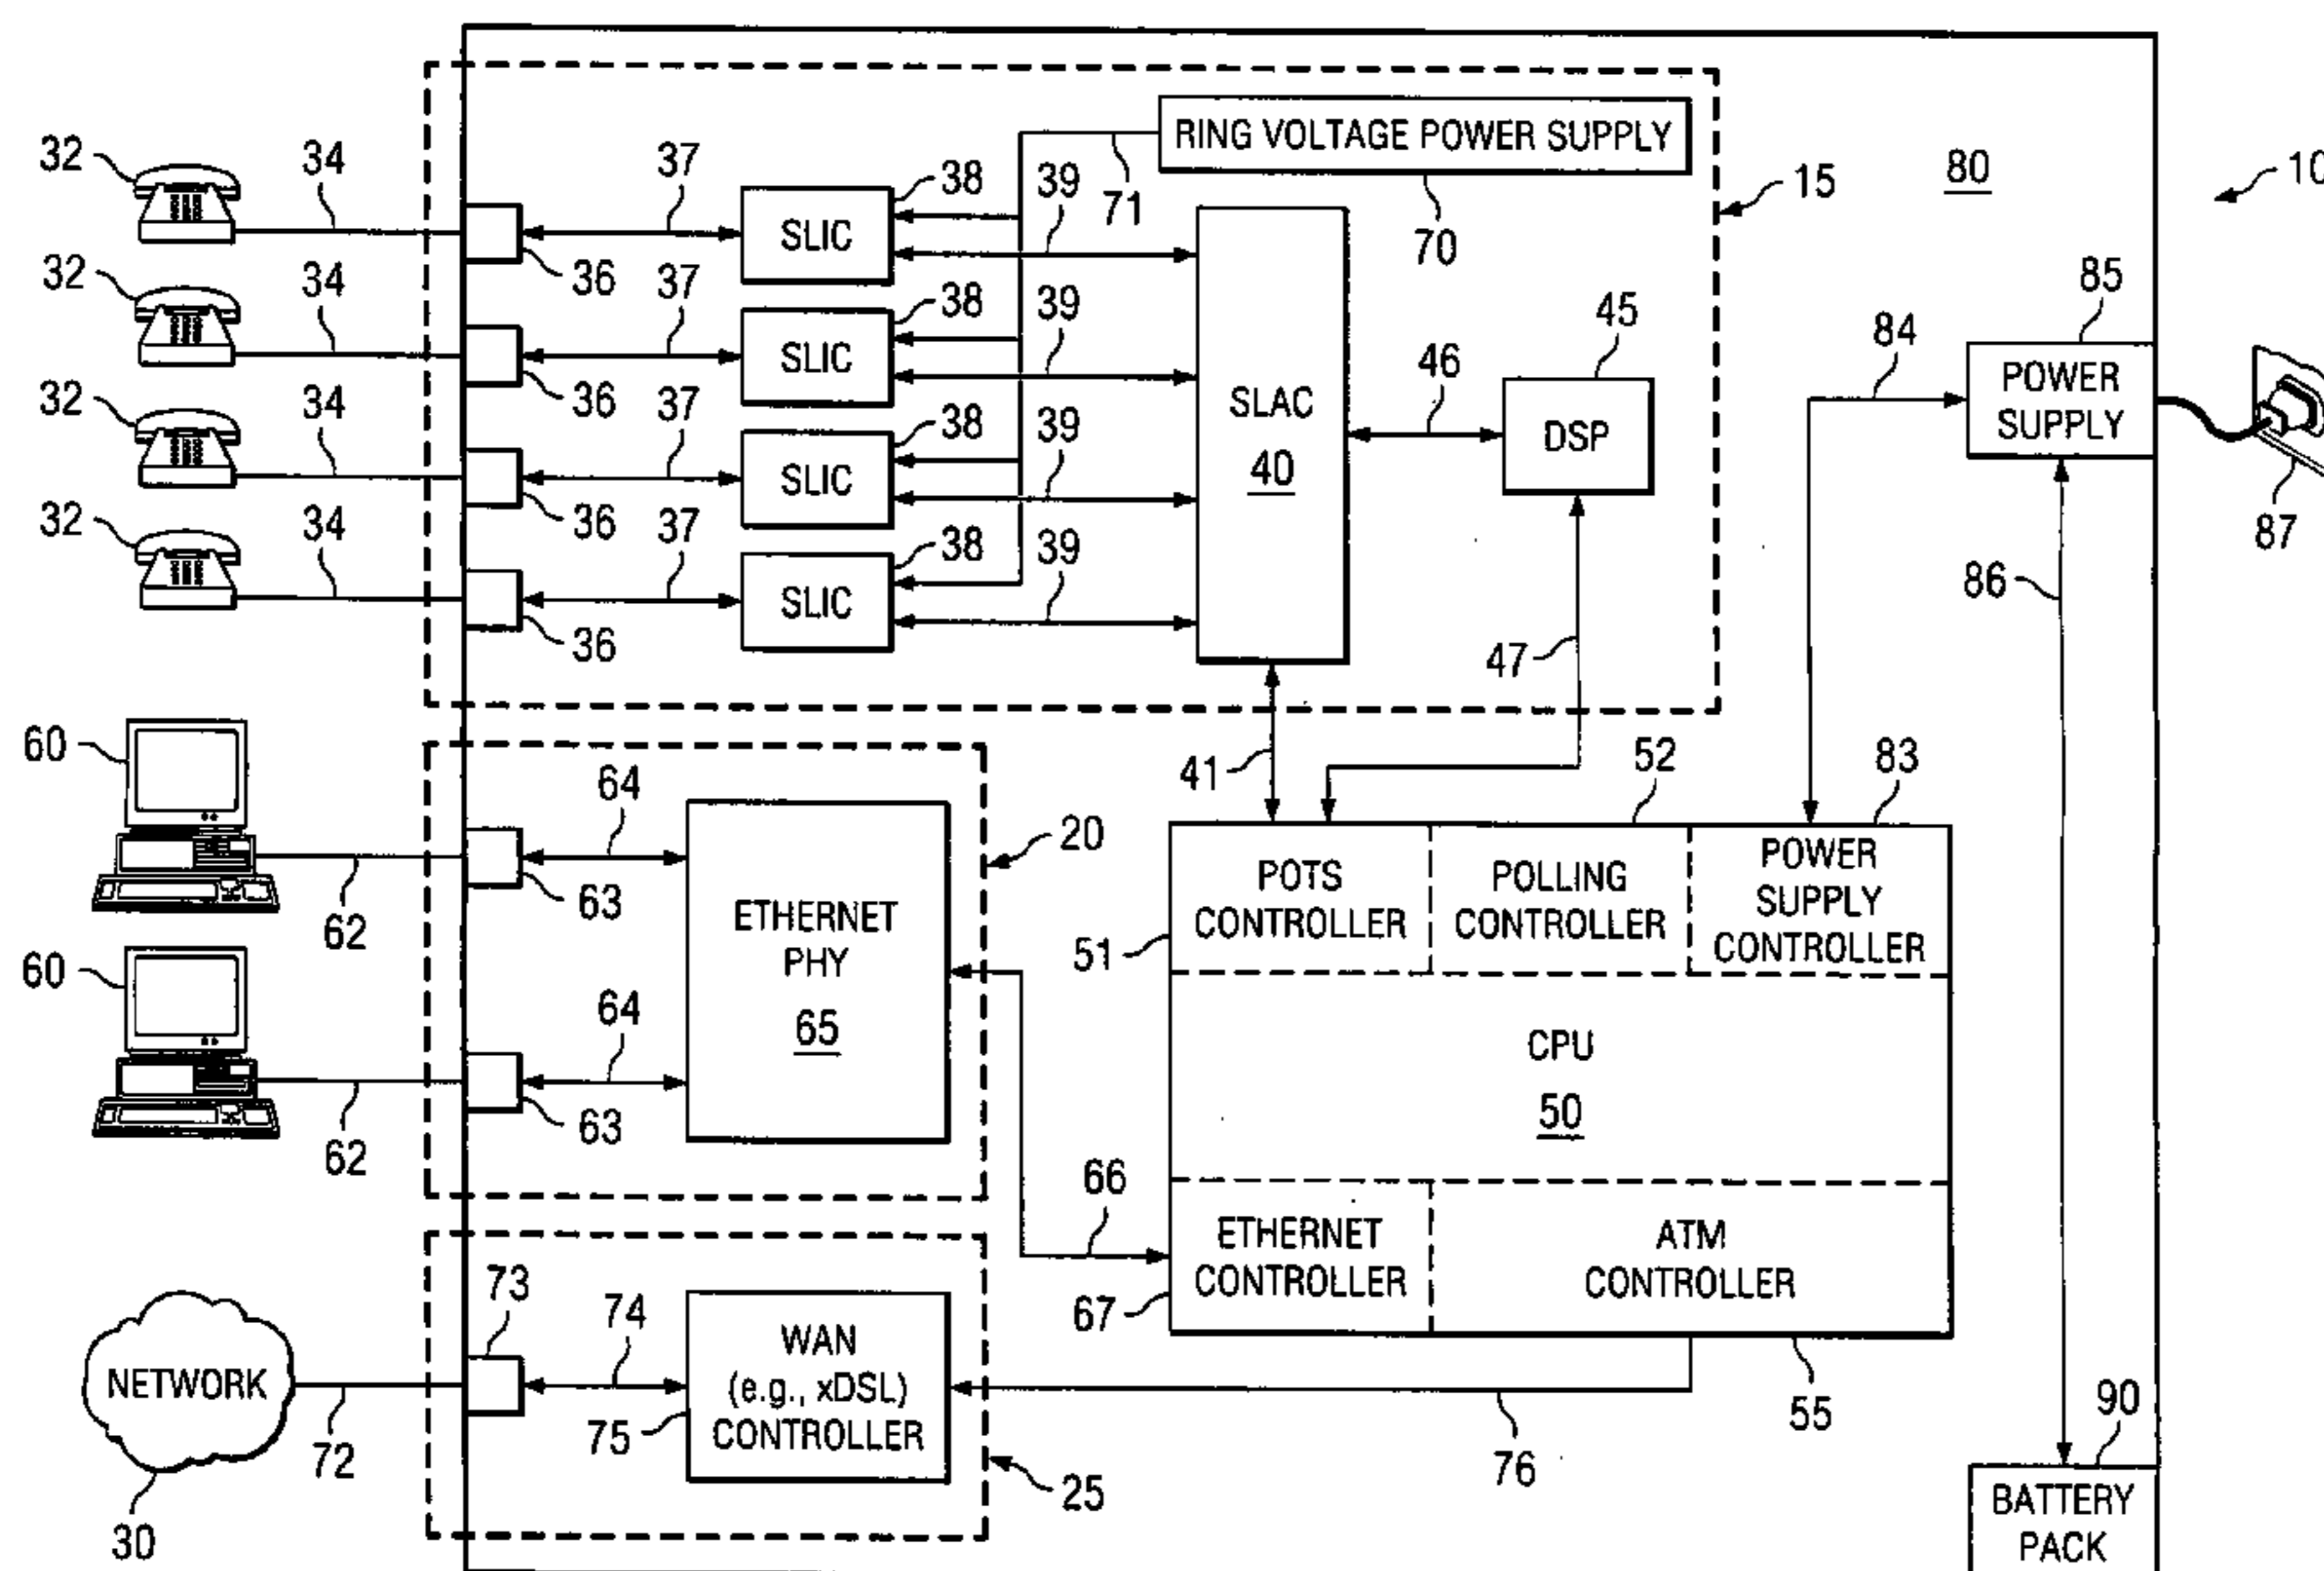 RING VOLTAGE POWER SUPPLY
70
71
15
80
10
32
34
36
37
SLIC
38
39
32
34
36
37
SLIC
38
39
32
34
36
37
SLIC
38
39
32
34
36
37
SLIC
38
39
SLAC
40
41
46
45
DSP
47
84
85
POWER
SUPPLY
86
87
60
62
63
64
60
62
63
64
ETHERNET
PHY
65
20
66
52
83
51
POTS
CONTROLLER
POLLING
CONTROLLER
POWER
SUPPLY
CONTROLLER
CPU
50
ETHERNET
CONTROLLER
67
ATM
CONTROLLER
55
NETWORK
30
72
73
74
WAN
(e.g., xDSL)
CONTROLLER
75
25
76
90
BATTERY
PACK